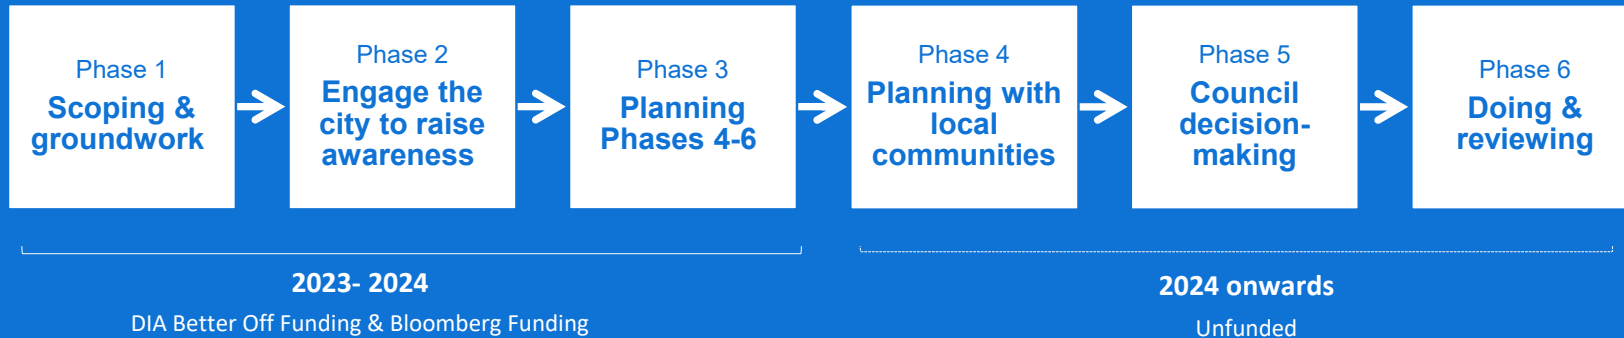 Phase 1
Scoping &
groundwork
Phase 2
Engage the
city to raise
awareness
Phase 3
Planning
Phases 4-6
Phase 4
Planning with
local
communities
Phase 5
Council
decision-
making
Phase 6
Doing &
reviewing
2023- 2024
DIA Better Off Funding & Bloomberg Funding
2024 onwards
Unfunded